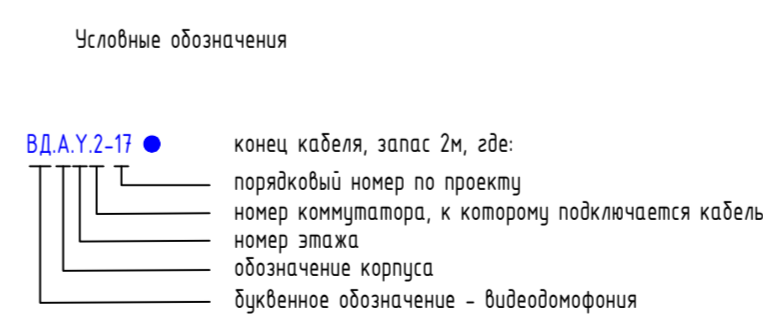 Условные обозначения
ВД.А.Y.2-17 конец кабеля, запас 2м, где:
порядковый номер по проекту
номер коммутатора, к которому подключается кабель
номер этажа
обозначение корпуса
буквенное обозначение - видеодомофония